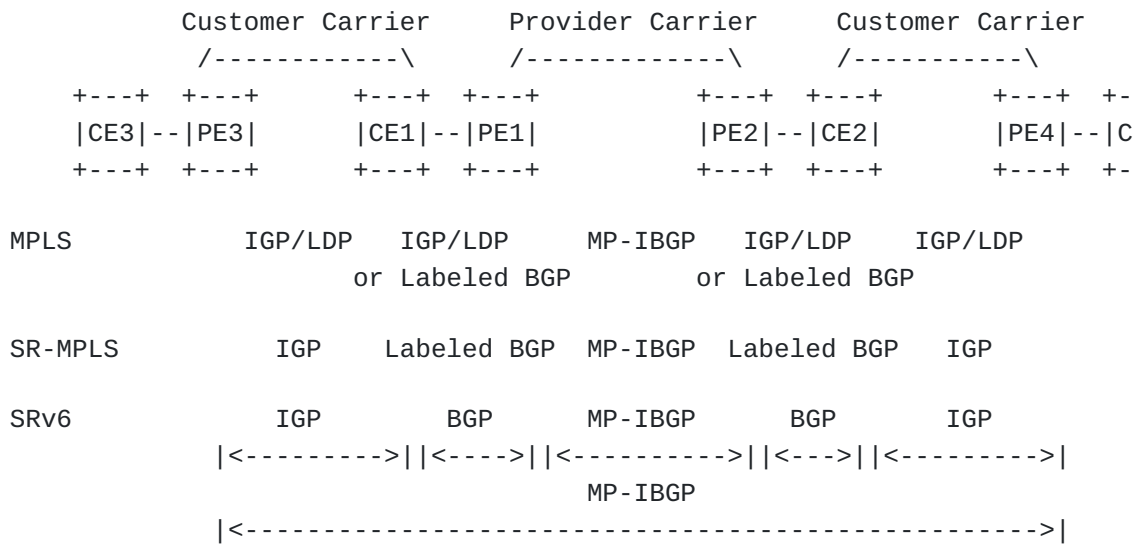 Customer Carrier     Provider Carrier     Customer Carrier
            /------------\      /-------------\      /-----------\
    +---+  +---+      +---+  +---+          +---+  +---+        +---+  +-
    |CE3|--|PE3|      |CE1|--|PE1|          |PE2|--|CE2|        |PE4|--|C
    +---+  +---+      +---+  +---+          +---+  +---+        +---+  +-
MPLS           IGP/LDP   IGP/LDP     MP-IBGP   IGP/LDP    IGP/LDP
                      or Labeled BGP        or Labeled BGP
SR-MPLS          IGP    Labeled BGP  MP-IBGP  Labeled BGP   IGP
SRv6             IGP        BGP      MP-IBGP      BGP       IGP
             |<--------->||<---->||<---------->||<--->||<--------->|
                                     MP-IBGP
             |<---------------------------------------------------->|